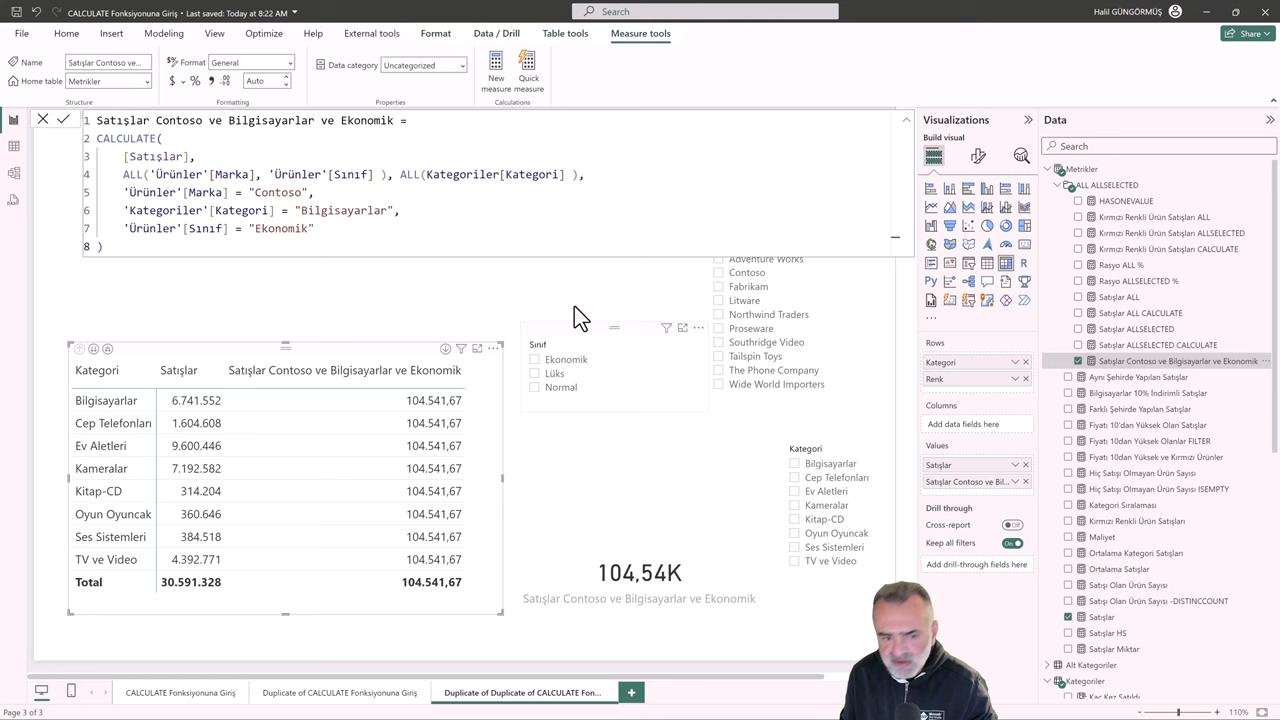 CALCULATE Fonksiyonuna Giriş • Last saved: Today at 8:22 AM
Search
Halil GÜNGÖRMÜŞ
File Home Insert Modeling View Optimize Help External tools Format Data / Drill Table tools Measure tools
Share
Name
Satışlar Contoso ve...
Home table
Metrikler
Structure
Format
General
$ % Auto
Formatting
Data category
Uncategorized
Properties
New measure
Quick measure
Calculations
1 Satışlar Contoso ve Bilgisayarlar ve Ekonomik =
2 CALCULATE(
3 [Satışlar],
4 ALL('Ürünler'[Marka], 'Ürünler'[Sınıf] ), ALL(Kategoriler[Kategori] ),
5 'Ürünler'[Marka] = "Contoso",
6 'Kategoriler'[Kategori] = "Bilgisayarlar",
7 'Ürünler'[Sınıf] = "Ekonomik"
8 )
Adventure Works
Contoso
Fabrikam
Litware
Northwind Traders
Proseware
Southridge Video
Tailspin Toys
The Phone Company
Wide World Importers
Sınıf
Ekonomik
Lüks
Normal
Kategori Satışlar Satışlar Contoso ve Bilgisayarlar ve Ekonomik
Bilgisayarlar 6.741.552 104.541,67
Cep Telefonları 1.604.608 104.541,67
Ev Aletleri 9.600.446 104.541,67
Kameralar 7.192.582 104.541,67
Kitap-CD 314.204 104.541,67
Oyun Oyuncak 360.646 104.541,67
Ses Sistemleri 384.518 104.541,67
TV ve Video 4.392.771 104.541,67
Total 30.591.328 104.541,67
Kategori
Bilgisayarlar
Cep Telefonları
Ev Aletleri
Kameralar
Kitap-CD
Oyun Oyuncak
Ses Sistemleri
TV ve Video
104,54K
Satışlar Contoso ve Bilgisayarlar ve Ekonomik
Visualizations
Build visual
R
Py
Rows
Kategori
Renk
Columns
Add data fields here
Values
Satışlar
Satışlar Contoso ve Bil...
Drill through
Cross-report
Off
Keep all filters
On
Add drill-through fields here
Data
Search
Metrikler
ALL ALLSELECTED
HASONEVALUE
Kırmızı Renkli Ürün Satışları ALL
Kırmızı Renkli Ürün Satışları ALLSELECTED
Kırmızı Renkli Ürün Satışları CALCULATE
Rasyo ALL %
Rasyo ALLSELECTED %
Satışlar ALL
Satışlar ALL CALCULATE
Satışlar ALLSELECTED
Satışlar ALLSELECTED CALCULATE
Satışlar Contoso ve Bilgisayarlar ve Ekonomik
Aynı Şehirde Yapılan Satışlar
Bilgisayarlar 10% İndirimli Satışlar
Farklı Şehirde Yapılan Satışlar
Fiyatı 10'dan Yüksek Olan Satışlar
Fiyatı 10dan Yüksek Olanlar FILTER
Fiyatı 10dan Yüksek ve Kırmızı Ürünler
Hiç Satışı Olmayan Ürün Sayısı
Hiç Satışı Olmayan Ürün Sayısı ISEMPTY
Kategori Sıralaması
Kırmızı Renkli Ürün Satışları
Maliyet
Ortalama Kategori Satışları
Ortalama Satışlar
Satışı Olan Ürün Sayısı
Satışı Olan Ürün Sayısı -DISTINCCOUNT
Satışlar
Satışlar HS
Satışlar Miktar
Alt Kategoriler
Kategoriler
Kaç Kez Satıldı
CALCULATE Fonksiyonuna Giriş
Duplicate of CALCULATE Fonksiyonuna Giriş
Duplicate of Duplicate of CALCULATE Fon...
Page 3 of 3
110%